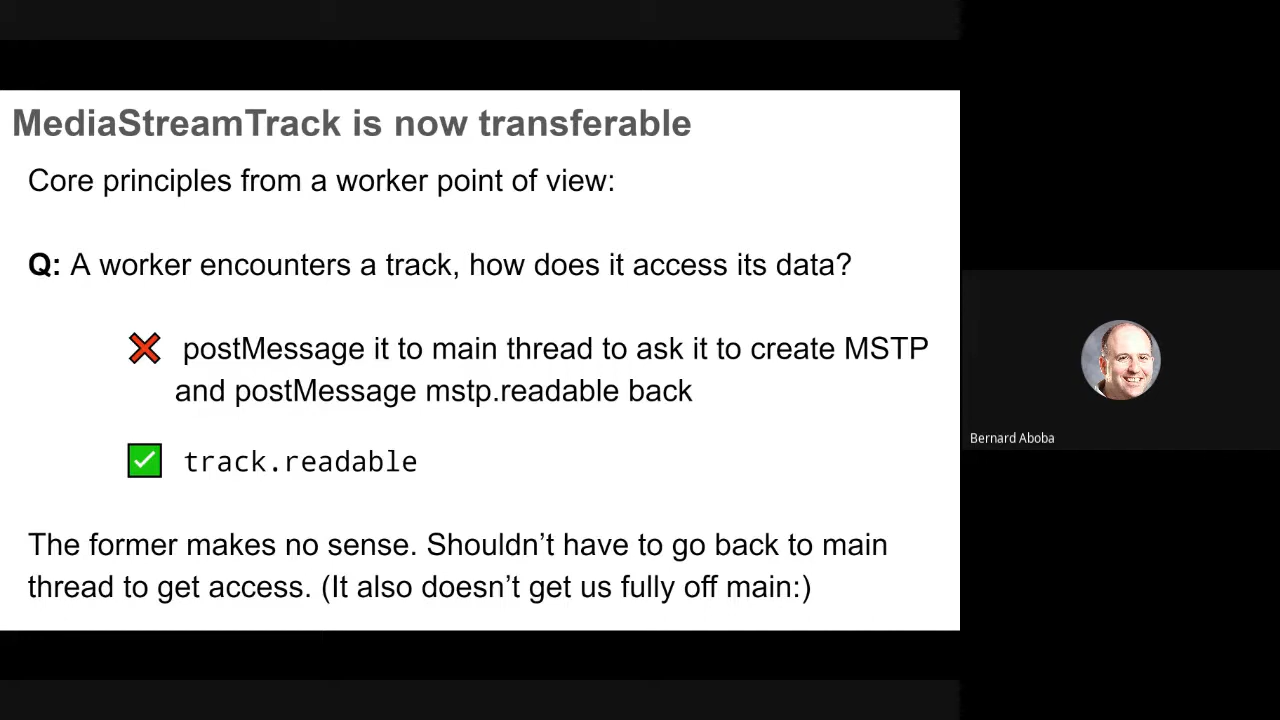 MediaStreamTrack is now transferable
Core principles from a worker point of view:
Q: A worker encounters a track, how does it access its data?
❌ postMessage it to main thread to ask it to create MSTP
and postMessage mstp.readable back
✅ track.readable
The former makes no sense. Shouldn’t have to go back to main
thread to get access. (It also doesn’t get us fully off main:)
Bernard Aboba